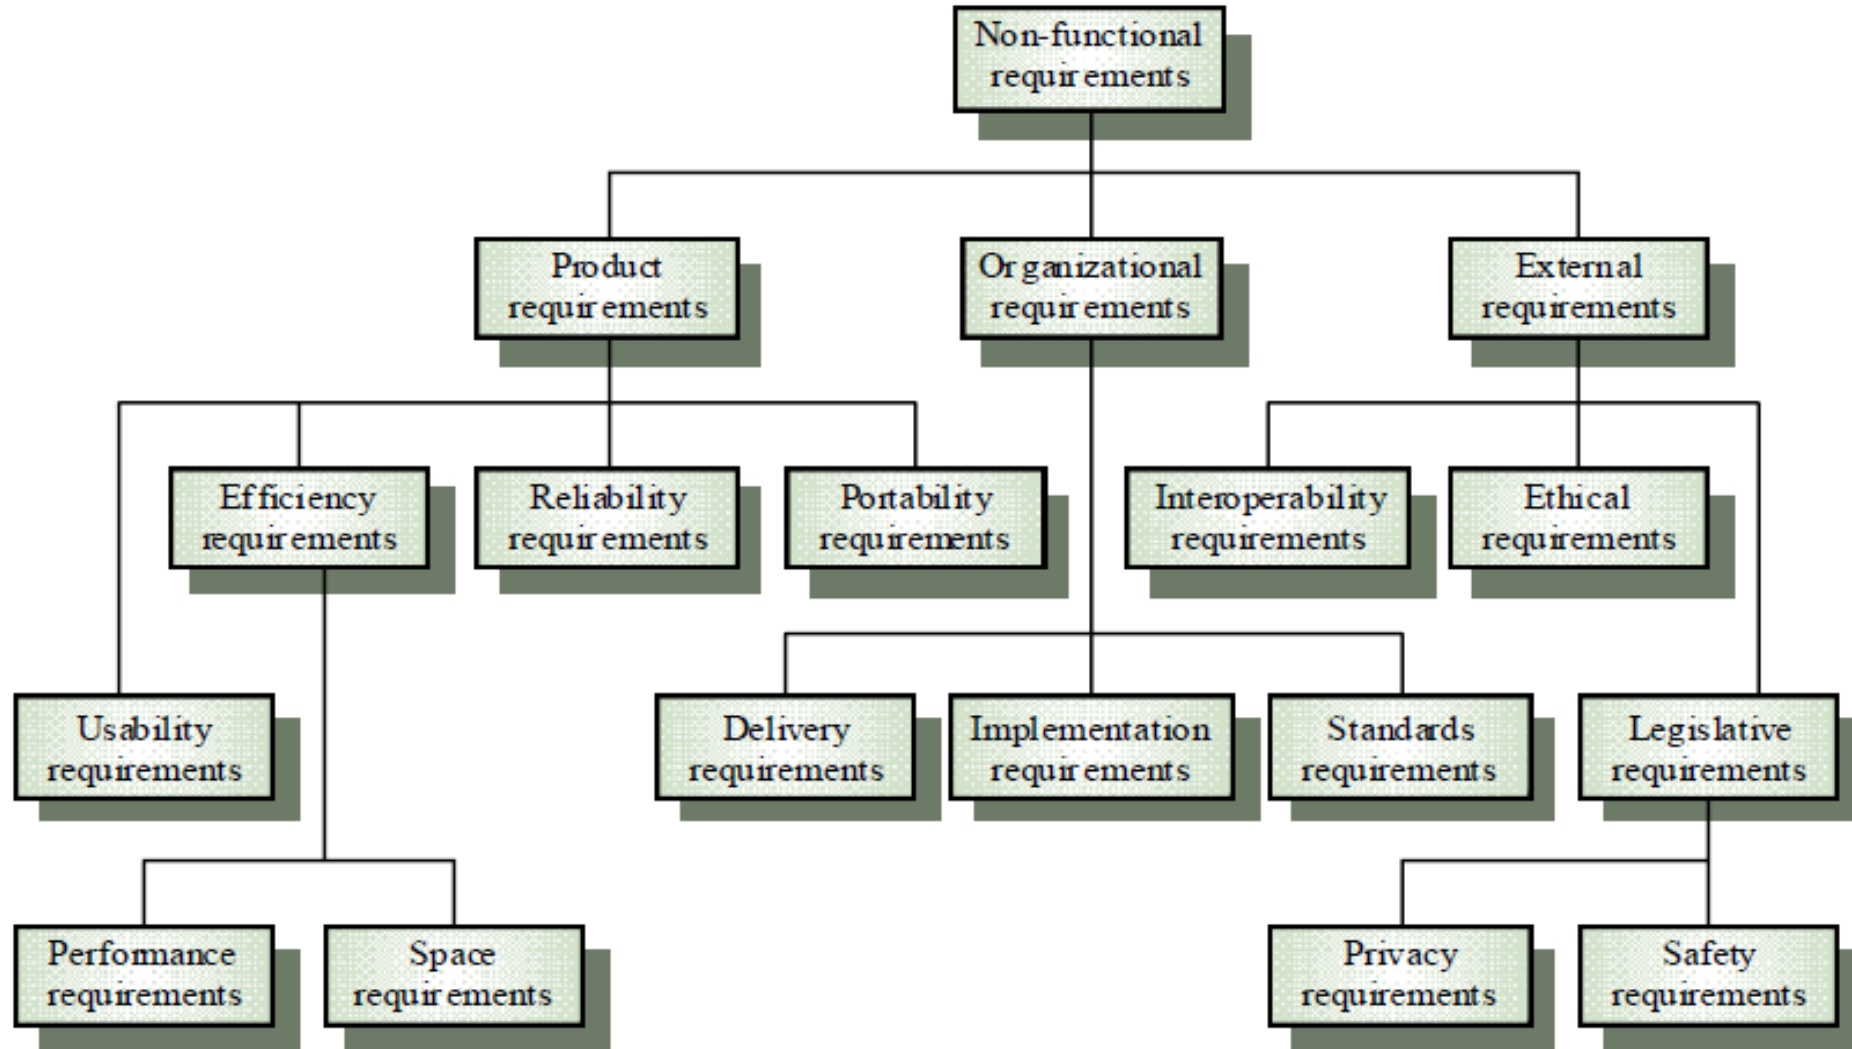 Non-functional
requirements
Product
requirements
Organizational
requirements
External
requirements
Efficiency
requirements
Reliability
requirements
Portability
requirements
Interoperability
requirements
Ethical
requirements
Usability
requirements
Delivery
requirements
Implementation
requirements
Standards
requirements
Legislative
requirements
Performance
requirements
Space
requirements
Privacy
requirements
Safety
requirements